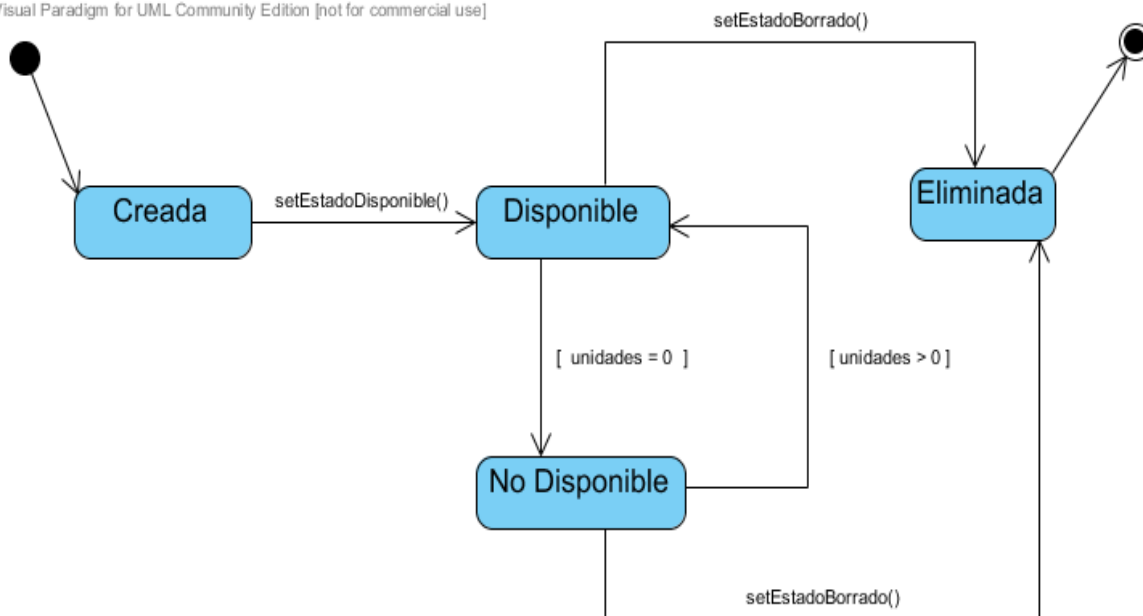 Visual Paradigm for UML Community Edition [not for commercial use]
setEstadoBorrado()
Creada
setEstadoDisponible()
Disponible
Eliminada
[ unidades = 0 ]
[ unidades > 0 ]
No Disponible
setEstadoBorrado()